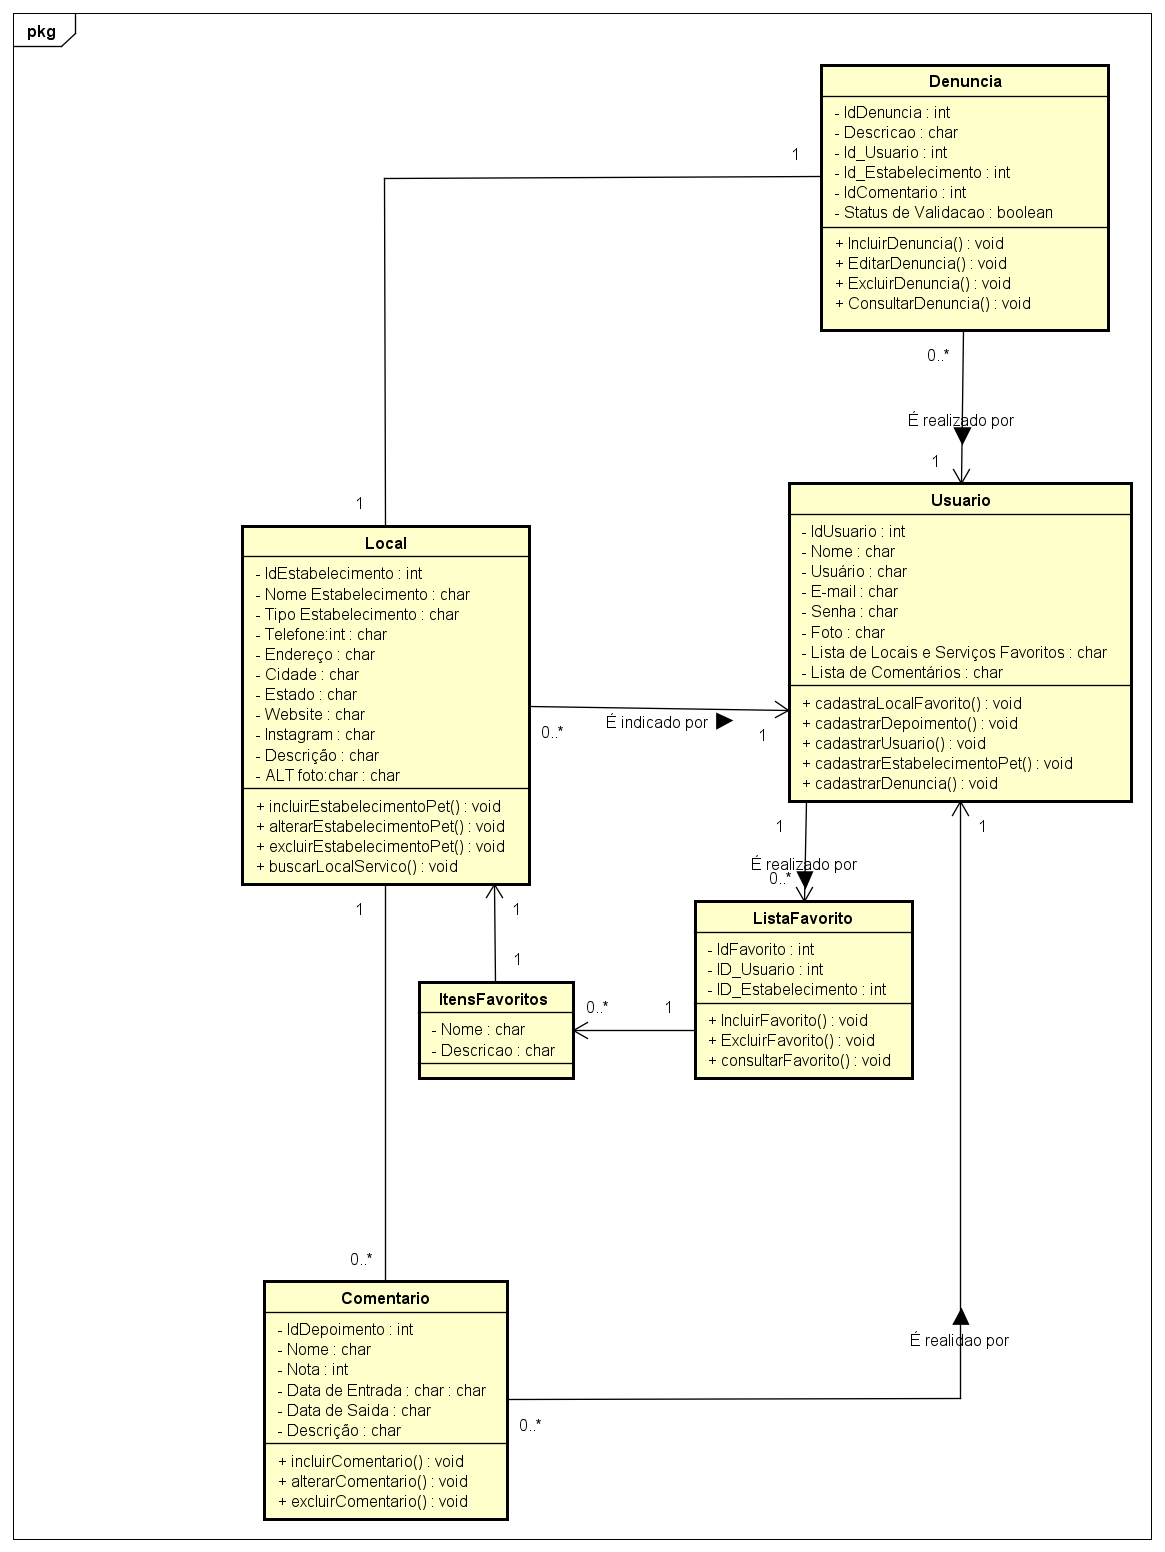 pkg
Denuncia
- IdDenuncia : int
- Descricao : char
- Id_Usuario : int
- Id_Estabelecimento : int
- IdComentario : int
- Status de Validacao : boolean
+ IncluirDenuncia() : void
+ EditarDenuncia() : void
+ ExcluirDenuncia() : void
+ ConsultarDenuncia() : void
1
0..*
É realizado por
1
1
Usuario
- IdUsuario : int
- Nome : char
- Usuário : char
- E-mail : char
- Senha : char
- Foto : char
- Lista de Locais e Serviços Favoritos : char
- Lista de Comentários : char
+ cadastraLocalFavorito() : void
+ cadastrarDepoimento() : void
+ cadastrarUsuario() : void
+ cadastrarEstabelecimentoPet() : void
+ cadastrarDenuncia() : void
Local
- IdEstabelecimento : int
- Nome Estabelecimento : char
- Tipo Estabelecimento : char
- Telefone:int : char
- Endereço : char
- Cidade : char
- Estado : char
- Website : char
- Instagram : char
- Descrição : char
- ALT foto:char : char
+ incluirEstabelecimentoPet() : void
+ alterarEstabelecimentoPet() : void
+ excluirEstabelecimentoPet() : void
+ buscarLocalServico() : void
É indicado por
0..*
1
1
1
É realizado por
0..*
ListaFavorito
- IdFavorito : int
- ID_Usuario : int
- ID_Estabelecimento : int
+ IncluirFavorito() : void
+ ExcluirFavorito() : void
+ consultarFavorito() : void
1
1
1
ItensFavoritos
- Nome : char
- Descricao : char
0..*
1
0..*
Comentario
- IdDepoimento : int
- Nome : char
- Nota : int
- Data de Entrada : char : char
- Data de Saida : char
- Descrição : char
+ incluirComentario() : void
+ alterarComentario() : void
+ excluirComentario() : void
É realidao por
0..*